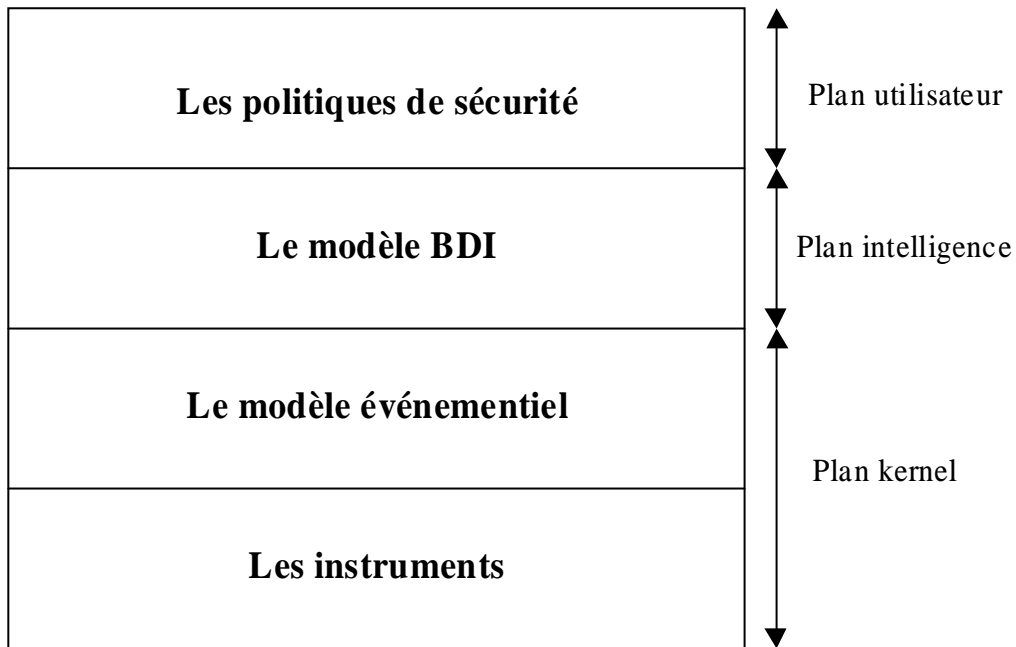 Les politiques de sécurité
Plan utilisateur
Le modèle BDI
Plan intelligence
Le modèle événementiel
Plan kernel
Les instruments